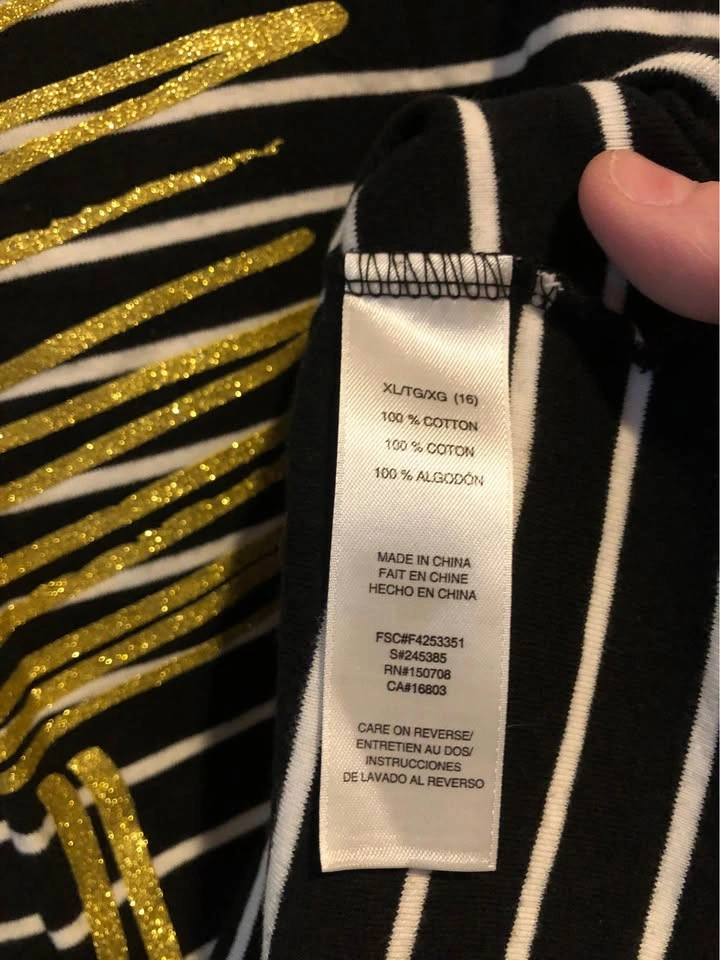 XL/TG/XG (16)
100 % COTTON
100 % COTON
100 % ALGODÓN
MADE IN CHINA
FAIT EN CHINE
HECHO EN CHINA
FSC#F4253351
S#245385
RN#150708
CA#16803
CARE ON REVERSE/
ENTRETIEN AU DOS/
INSTRUCCIONES
DE LAVADO AL REVERSO